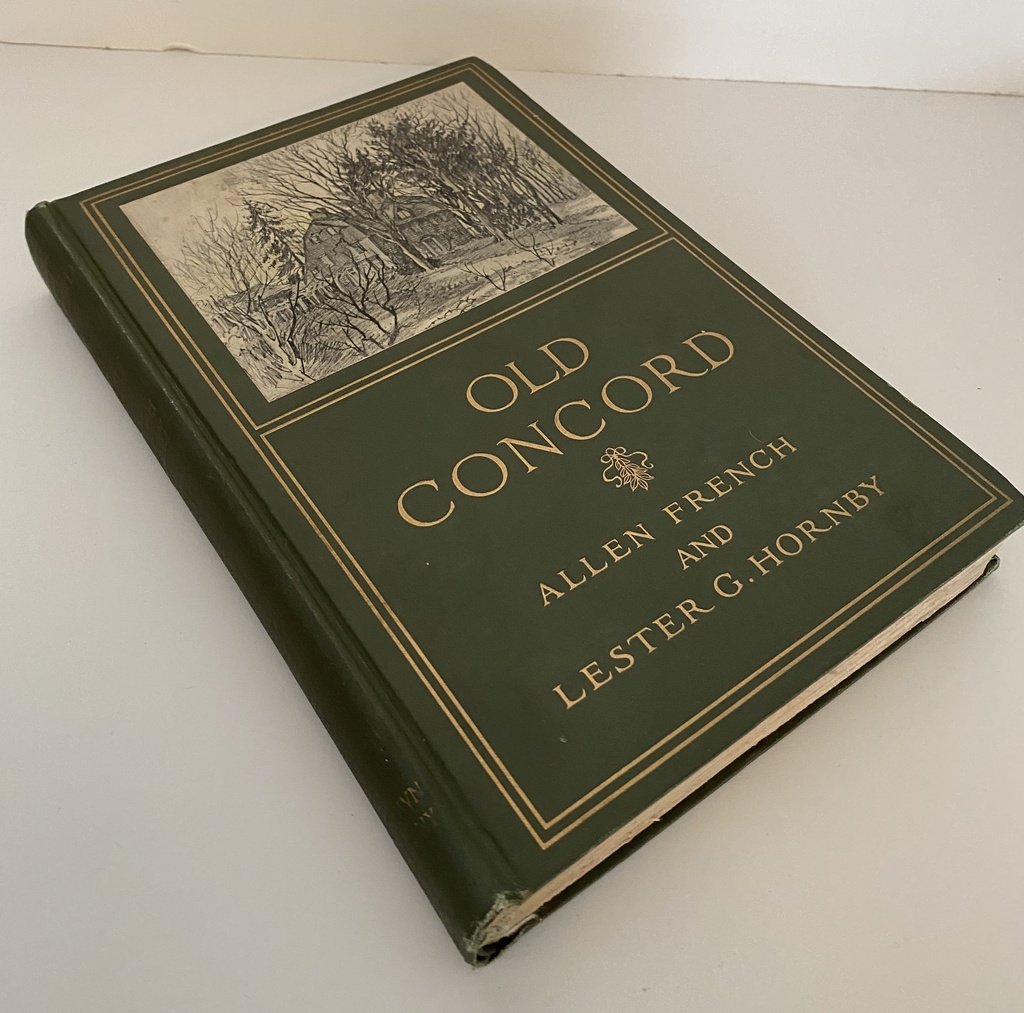 OLD
CONCORD
ALLEN FRENCH
AND
LESTER G. HORNBY